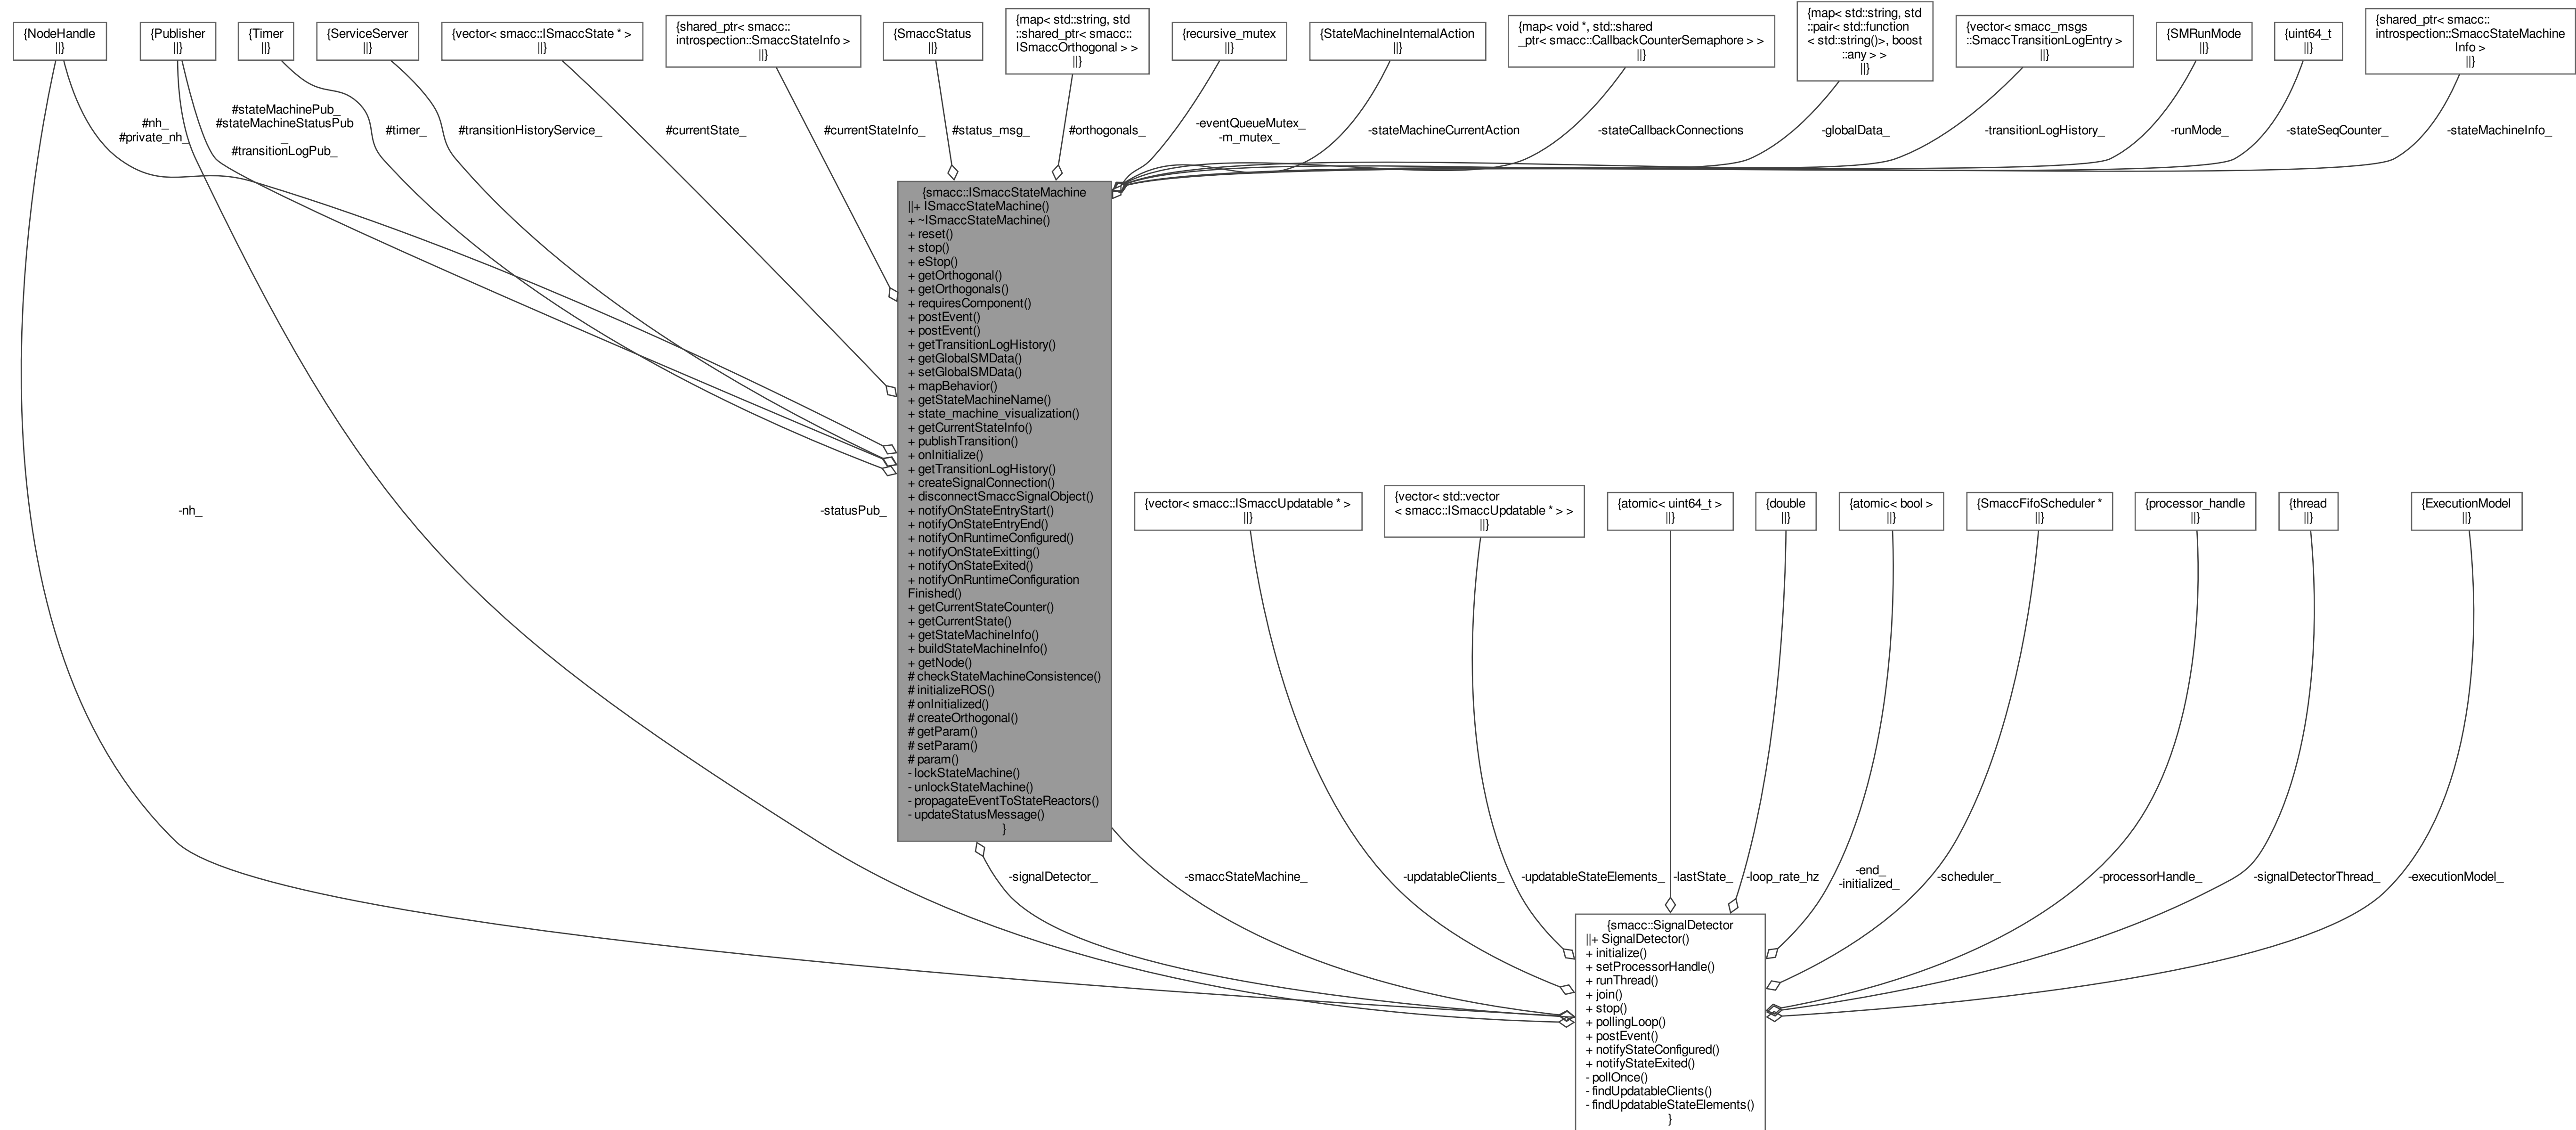 {NodeHandle
||}
{Publisher
||}
{Timer
||}
{ServiceServer
||}
{vector< smacc::ISmaccState * >
||}
{shared_ptr< smacc::
introspection::SmaccStateInfo >
||}
{SmaccStatus
||}
{map< std::string, std
::shared_ptr< smacc::
ISmaccOrthogonal > >
||}
{recursive_mutex
||}
{StateMachineInternalAction
||}
{map< void *, std::shared
_ptr< smacc::CallbackCounterSemaphore > >
||}
{map< std::string, std
::pair< std::function
< std::string()>, boost
::any > >
||}
{vector< smacc_msgs
::SmaccTransitionLogEntry >
||}
{SMRunMode
||}
{uint64_t
||}
{shared_ptr< smacc::
introspection::SmaccStateMachine
Info >
||}
#nh_
#private_nh_
#stateMachinePub_
#stateMachineStatusPub
_
#transitionLogPub_
#timer_
#transitionHistoryService_
#currentState_
#currentStateInfo_
#status_msg_
#orthogonals_
-eventQueueMutex_
-m_mutex_
-stateMachineCurrentAction
-stateCallbackConnections
-globalData_
-transitionLogHistory_
-runMode_
-stateSeqCounter_
-stateMachineInfo_
{smacc::ISmaccStateMachine
||+ ISmaccStateMachine()
+ ~ISmaccStateMachine()
+ reset()
+ stop()
+ eStop()
+ getOrthogonal()
+ getOrthogonals()
+ requiresComponent()
+ postEvent()
+ postEvent()
+ getTransitionLogHistory()
+ getGlobalSMData()
+ setGlobalSMData()
+ mapBehavior()
+ getStateMachineName()
+ state_machine_visualization()
+ getCurrentStateInfo()
+ publishTransition()
+ onInitialize()
+ getTransitionLogHistory()
+ createSignalConnection()
+ disconnectSmaccSignalObject()
+ notifyOnStateEntryStart()
+ notifyOnStateEntryEnd()
+ notifyOnRuntimeConfigured()
+ notifyOnStateExitting()
+ notifyOnStateExited()
+ notifyOnRuntimeConfiguration
Finished()
+ getCurrentStateCounter()
+ getCurrentState()
+ getStateMachineInfo()
+ buildStateMachineInfo()
+ getNode()
# checkStateMachineConsistence()
# initializeROS()
# onInitialized()
# createOrthogonal()
# getParam()
# setParam()
# param()
- lockStateMachine()
- unlockStateMachine()
- propagateEventToStateReactors()
- updateStatusMessage()
}
-nh_
-statusPub_
{vector< smacc::ISmaccUpdatable * >
||}
{vector< std::vector
< smacc::ISmaccUpdatable * > >
||}
{atomic< uint64_t >
||}
{double
||}
{atomic< bool >
||}
{SmaccFifoScheduler *
||}
{processor_handle
||}
{thread
||}
{ExecutionModel
||}
-signalDetector_
-smaccStateMachine_
-updatableClients_
-updatableStateElements_
-lastState_
-loop_rate_hz
-end_
-initialized_
-scheduler_
-processorHandle_
-signalDetectorThread_
-executionModel_
{smacc::SignalDetector
||+ SignalDetector()
+ initialize()
+ setProcessorHandle()
+ runThread()
+ join()
+ stop()
+ pollingLoop()
+ postEvent()
+ notifyStateConfigured()
+ notifyStateExited()
- pollOnce()
- findUpdatableClients()
- findUpdatableStateElements()
}